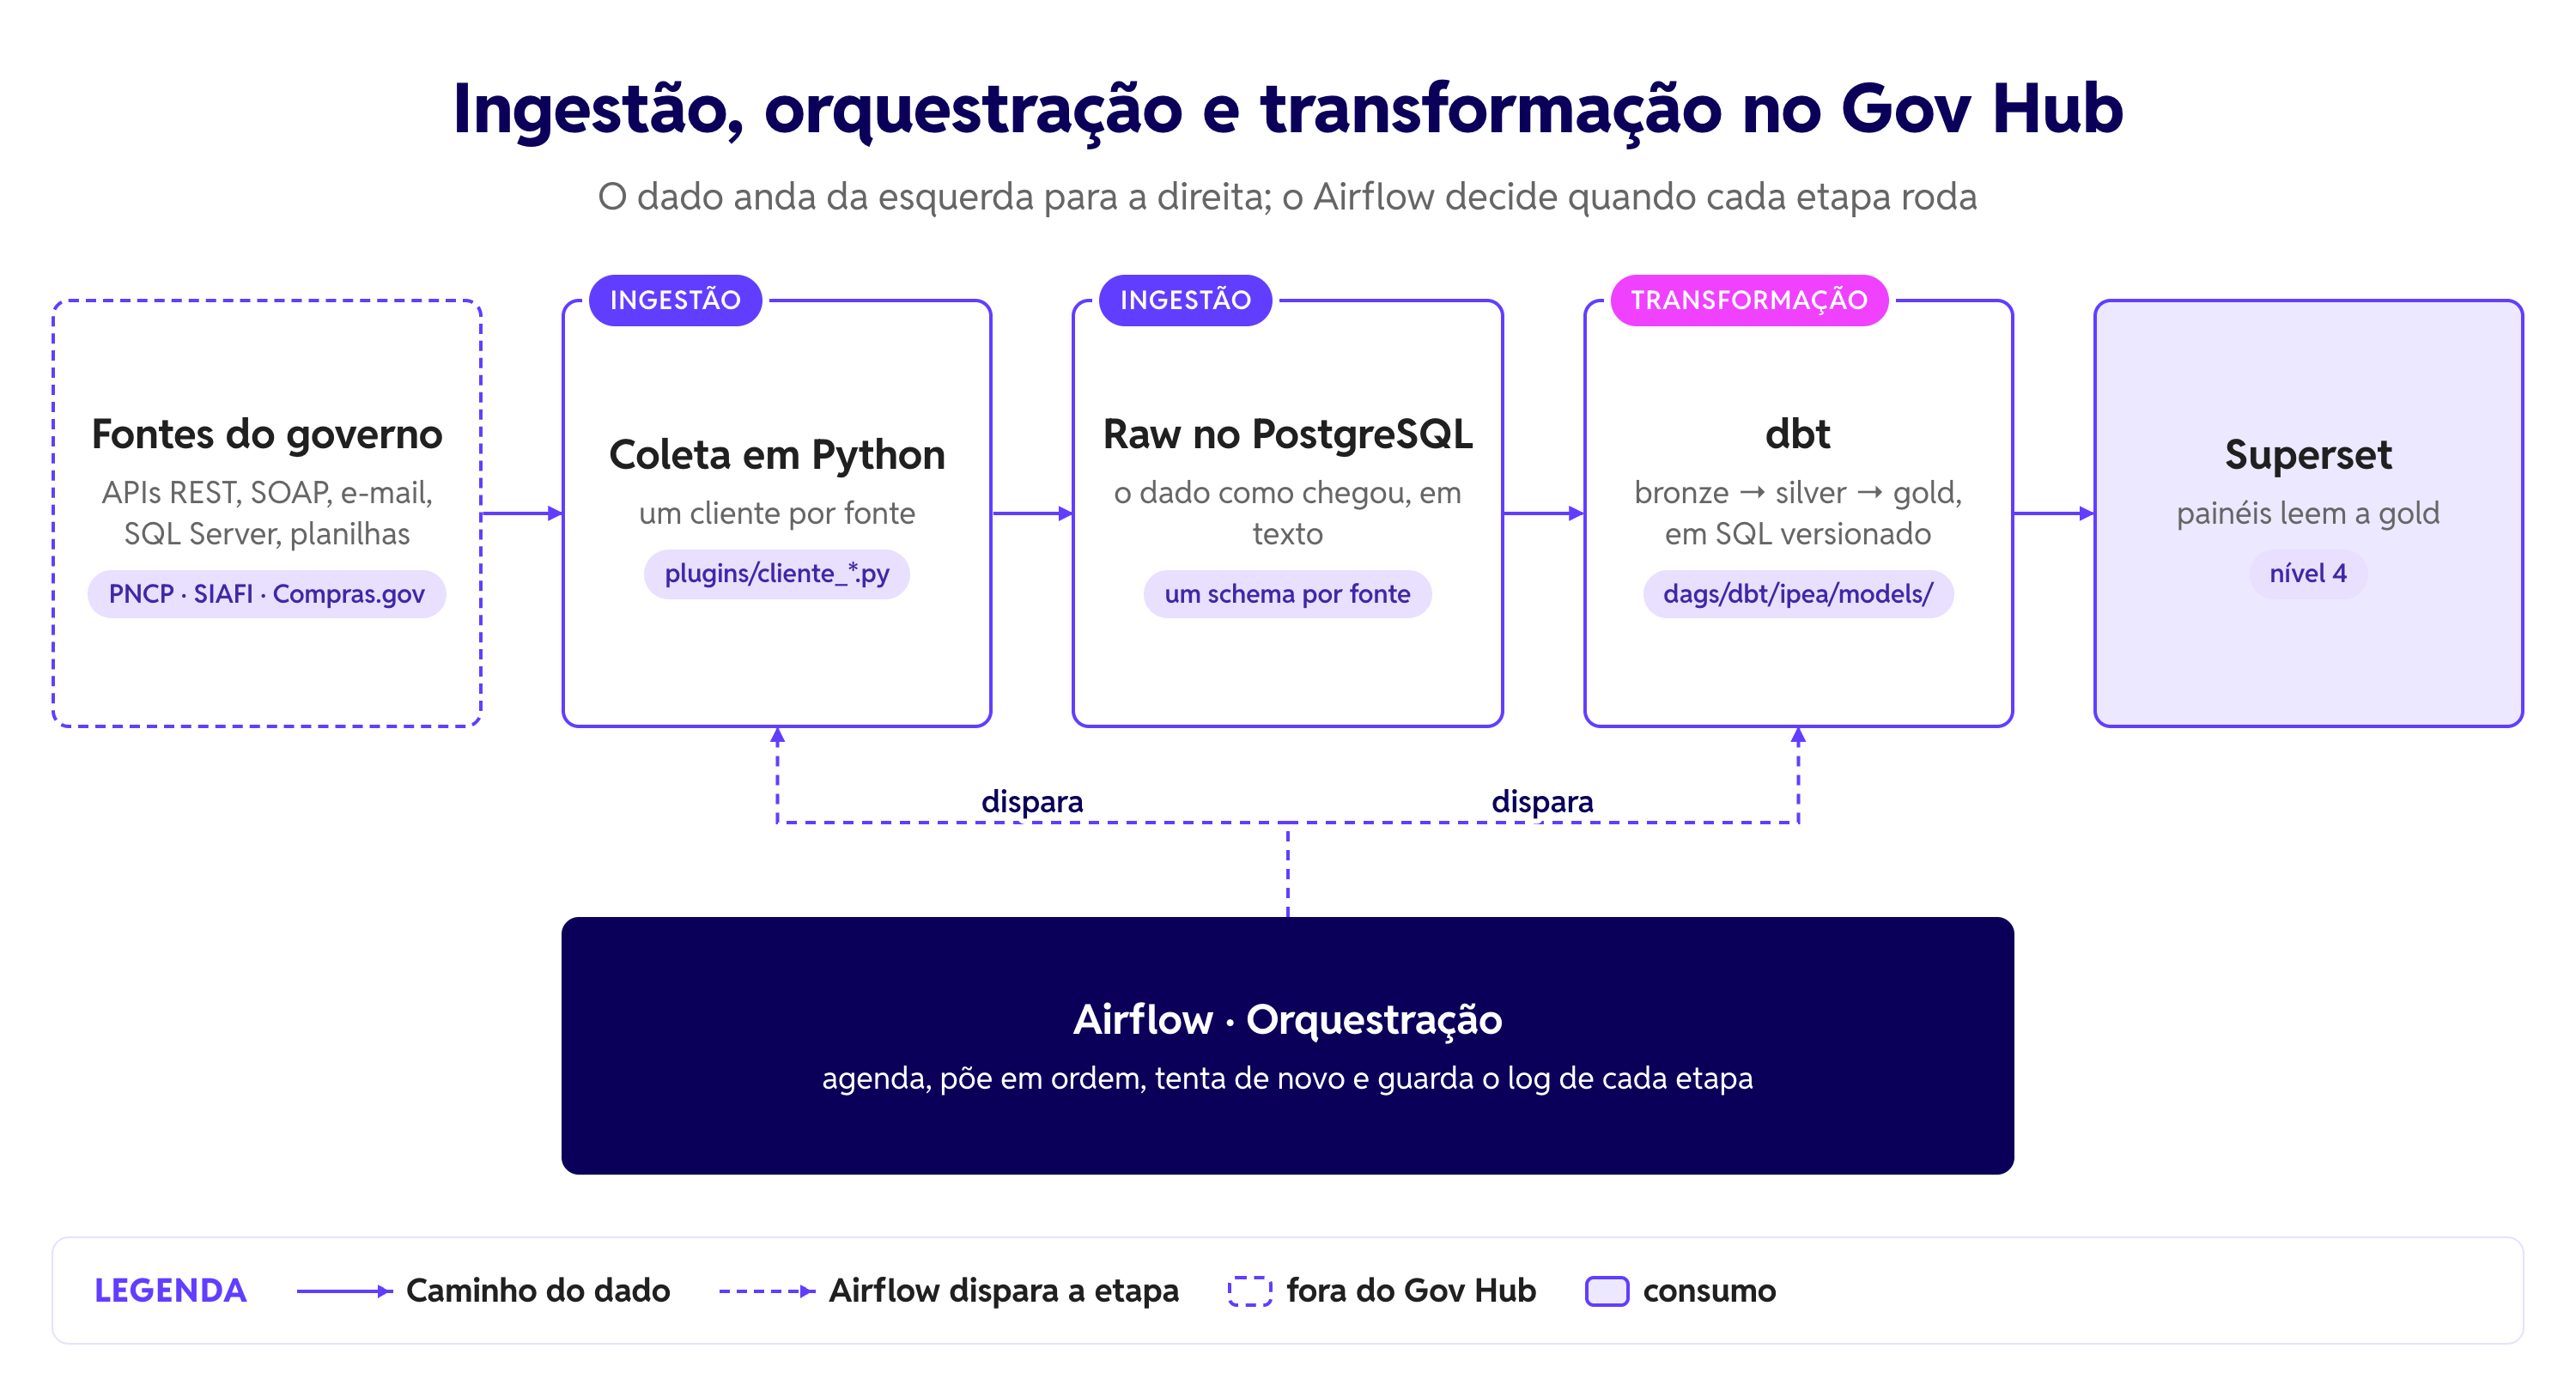 Ingestão, orquestração e transformação no Gov Hub
O dado anda da esquerda para a direita; o Airflow decide quando cada etapa roda
Fontes do governo
APIs REST, SOAP, e-mail,
SQL Server, planilhas
PNCP · SIAFI · Compras.gov
INGESTÃO
Coleta em Python
um cliente por fonte
plugins/cliente_*.py
INGESTÃO
Raw no PostgreSQL
o dado como chegou, em
texto
um schema por fonte
TRANSFORMAÇÃO
dbt
bronze → silver → gold,
em SQL versionado
dags/dbt/ipea/models/
Superset
painéis leem a gold
nível 4
dispara
dispara
Airflow · Orquestração
agenda, põe em ordem, tenta de novo e guarda o log de cada etapa
LEGENDA
Caminho do dado
Airflow dispara a etapa
fora do Gov Hub
consumo